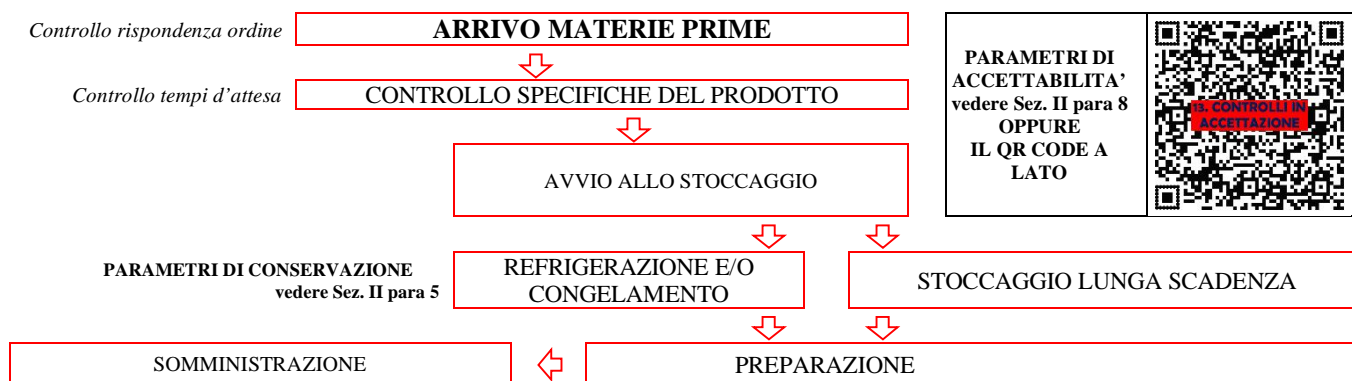 Controllo rispondenza ordine
ARRIVO MATERIE PRIME
Controllo tempi d'attesa
CONTROLLO SPECIFICHE DEL PRODOTTO
AVVIO ALLO STOCCAGGIO
PARAMETRI DI
ACCETTABILITA'
vedere Sez. II para 8
OPPURE
IL QR CODE A
LATO
13. CONTROLLI IN
ACCETTAZIONE
PARAMETRI DI CONSERVAZIONE
vedere Sez. II para 5
REFRIGERAZIONE E/O
CONGELAMENTO
STOCCAGGIO LUNGA SCADENZA
SOMMINISTRAZIONE
PREPARAZIONE